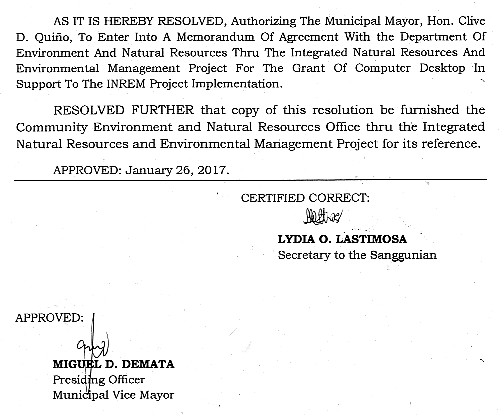 AS IT IS HEREBY RESOLVED, Authorizing The Municipal Mayor, Hon. Clive
D. Quiño, To Enter Into A Memorandum Of Agreement With the Department Of
Environment And Natural Resources Thru The Integrated Natural Resources And
Environmental Management Project For The Grant Of Computer Desktop In
Support To The INREM Project Implementation.
RESOLVED FURTHER that copy of this resolution be furnished the
Community Environment and Natural Resources Office thru the Integrated
Natural Resources and Environmental Management Project for its reference.
APPROVED: January 26, 2017.
CERTIFIED CORRECT:
LYDIA O. LASTIMOSA
Secretary to the Sanggunian
APPROVED:
MIGUEL D. DEMATA
Presiding Officer
Municipal Vice Mayor